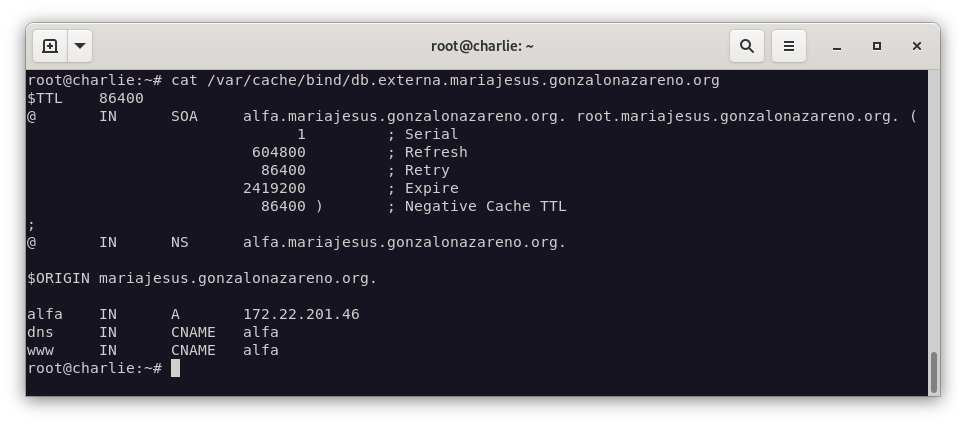 root@charlie: ~
root@charlie:~# cat /var/cache/bind/db.externa.mariajesus.gonzalonazareno.org
$TTL    86400
@       IN      SOA     alfa.mariajesus.gonzalonazareno.org. root.mariajesus.gonzalonazareno.org. (
                              1         ; Serial
                         604800         ; Refresh
                          86400         ; Retry
                        2419200         ; Expire
                          86400 )       ; Negative Cache TTL
;
@       IN      NS      alfa.mariajesus.gonzalonazareno.org.
$ORIGIN mariajesus.gonzalonazareno.org.
alfa    IN      A       172.22.201.46
dns     IN      CNAME   alfa
www     IN      CNAME   alfa
root@charlie:~#